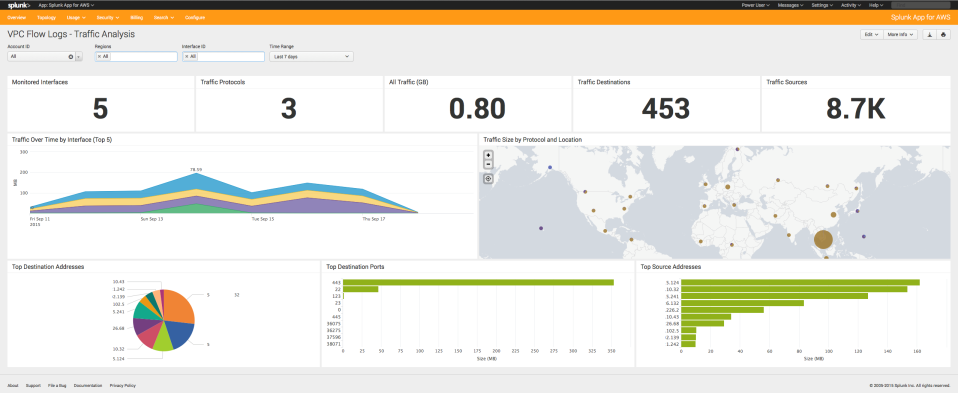 splunk> App: Splunk App for AWS Power User Messages Settings Activity Help
Overview Topology Usage Security Billing Search Configure Splunk App for AWS
VPC Flow Logs - Traffic Analysis Edit More Info
Account ID Regions Interface ID Time Range
All × All × All Last 7 days
Monitored Interfaces Traffic Protocols All Traffic (GB) Traffic Destinations Traffic Sources
5 3 0.80 453 8.7K
Traffic Over Time by Interface (Top 5) Traffic Size by Protocol and Location
300
200
100
MB
78.59
Fri Sep 11 Sun Sep 13 Tue Sep 15 Thu Sep 17
2015
+
−
Top Destination Addresses Top Destination Ports Top Source Addresses
10.43
1.242
0.139
102.5
5.241
26.68
10.32
5.124
5 52
5
443
22
123
23
0
445
36075
36275
37596
38071
0 25 50 75 100 125 150 175 200 225 250 275 300 325 350
Size (MB)
5.124
10.32
5.241
6.132
226.2
10.43
26.68
102.5
1.242
0 20 40 60 80 100 120 140 160
Size (MB)
About Support File a Bug Documentation Privacy Policy © 2005-2015 Splunk Inc. All rights reserved.